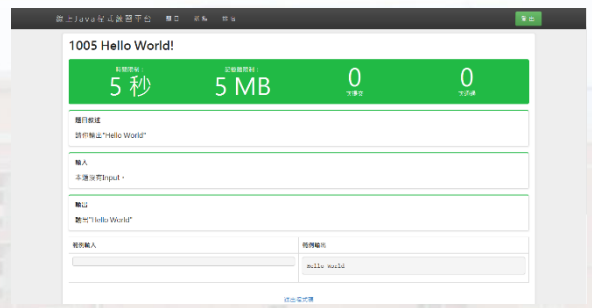 線上Java程式練習平台 題目
登出
1005 Hello World!
時間限制：
5 秒
記憶體限制：
5 MB
0
0
題目敘述
請你輸出"Hello World"
輸入
本題沒有Input。
輸出
輸出"Hello World"
範例輸入
範例輸出
Hello World